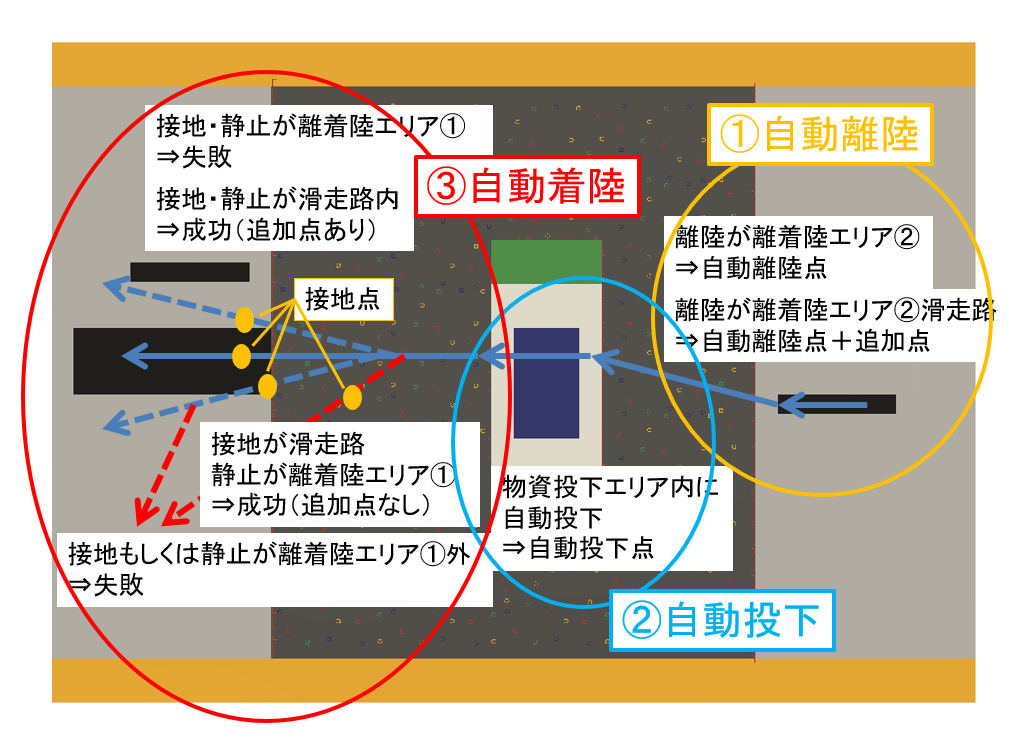 接地・静止が離着陸エリア①
⇒失敗
接地・静止が滑走路内
⇒成功（追加点あり）
③自動着陸
①自動離陸
離陸が離着陸エリア②
⇒自動離陸点
離陸が離着陸エリア②滑走路
⇒自動離陸点＋追加点
接地点
接地が滑走路
静止が離着陸エリア①
⇒成功（追加点なし）
物資投下エリア内に
自動投下
⇒自動投下点
接地もしくは静止が離着陸エリア①外
⇒失敗
②自動投下